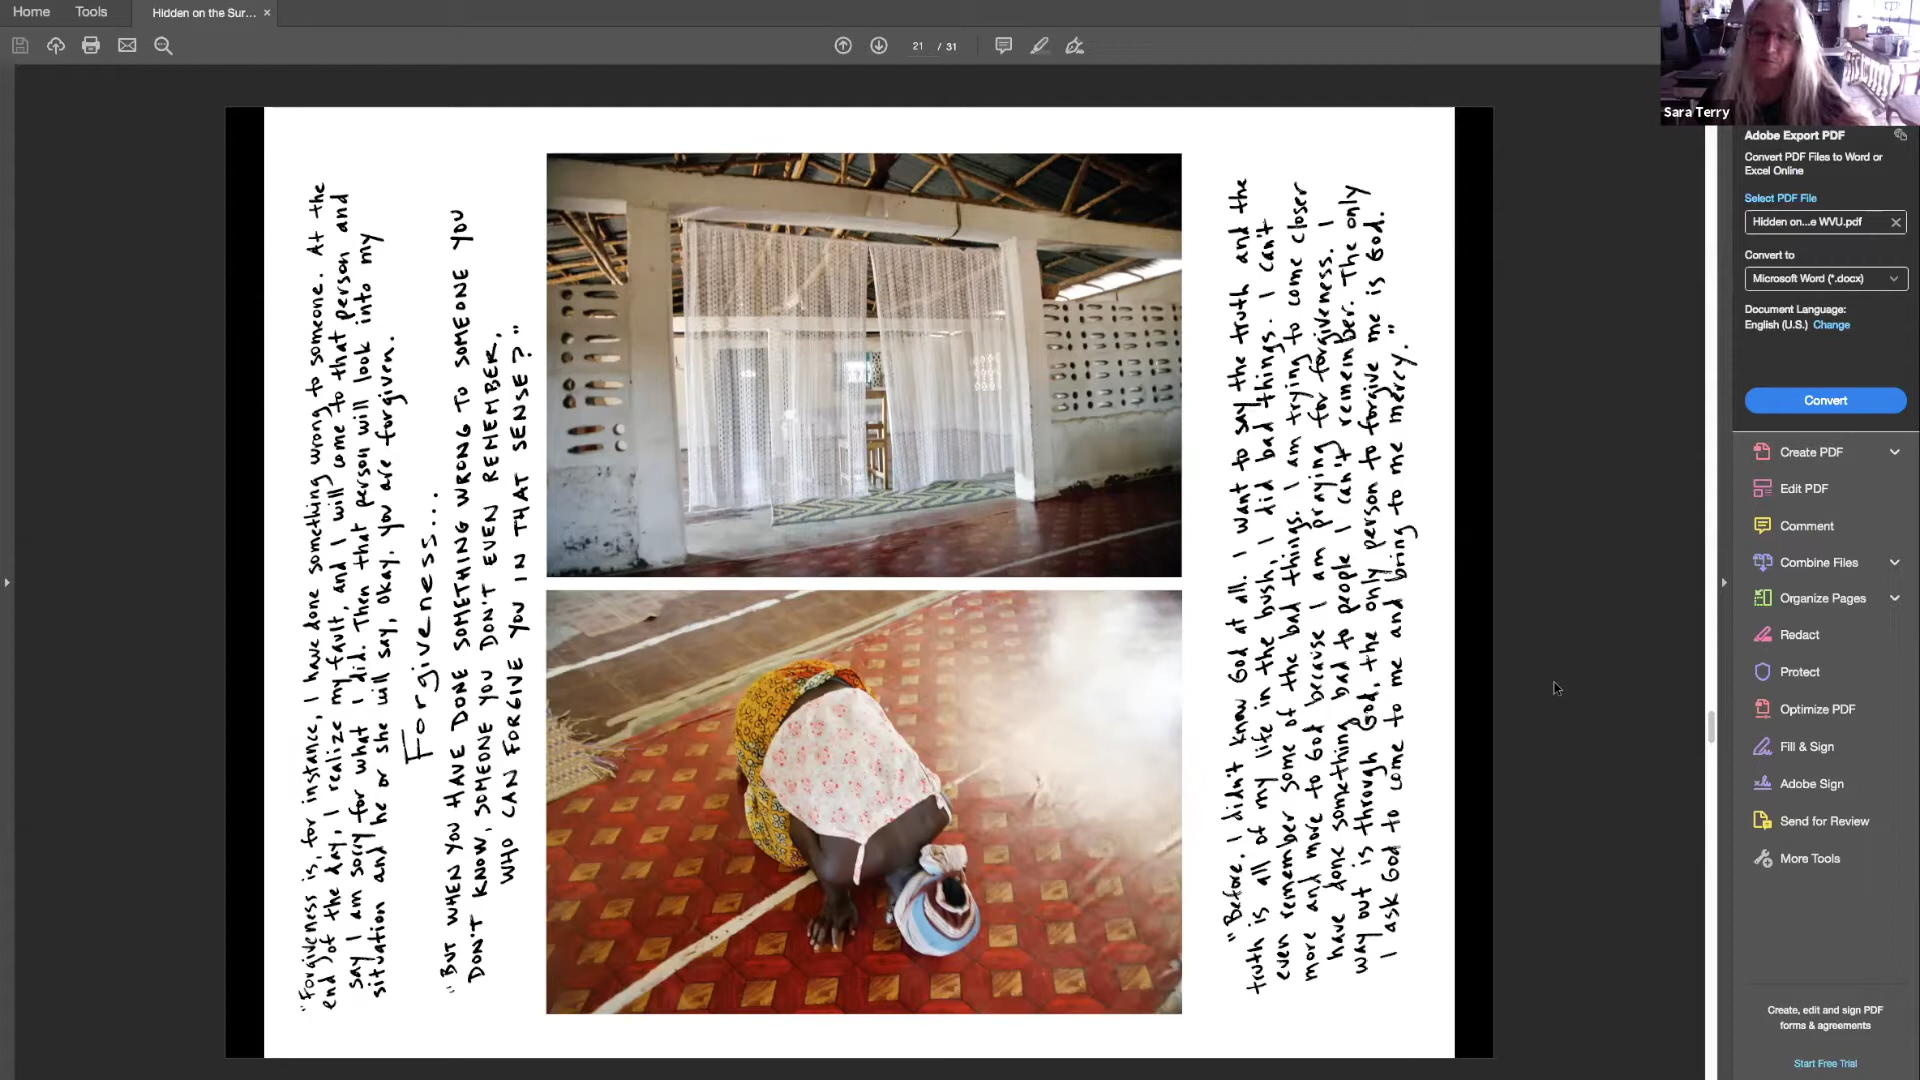 Home
Tools
Hidden on the Sur...
21 / 31
Sara Terry
"Forgiveness is, for instance, I have done something wrong to someone. At the
end of the day, I realize my fault, and I will come to that person and
say I am sorry for what I did. Then that person will look into my
situation and he or she will say, okay. You are forgiven.
Forgiveness...
"BUT WHEN YOU HAVE DONE SOMETHING WRONG TO SOMEONE YOU
DON'T KNOW, SOMEONE YOU DON'T EVEN REMEMBER,
WHO CAN FORGIVE YOU IN THAT SENSE?"
"Before, I didn't know God at all. I want to say the truth and the
truth is all of my life in the bush, I did bad things. I can't
even remember some of the bad things. I am trying to come closer
more and more to God because I am praying for forgiveness. I
have done something bad to people I can't remember. The only
way out is through God, the only person to forgive me is God.
I ask God to come to me and bring to me mercy."
Adobe Export PDF
Convert PDF Files to Word or
Excel Online
Select PDF File
Hidden on...e WVU.pdf
Convert to
Microsoft Word (*.docx)
Document Language:
English (U.S.) Change
Convert
Create PDF
Edit PDF
Comment
Combine Files
Organize Pages
Redact
Protect
Optimize PDF
Fill & Sign
Adobe Sign
Send for Review
More Tools
Create, edit and sign PDF
forms & agreements
Start Free Trial